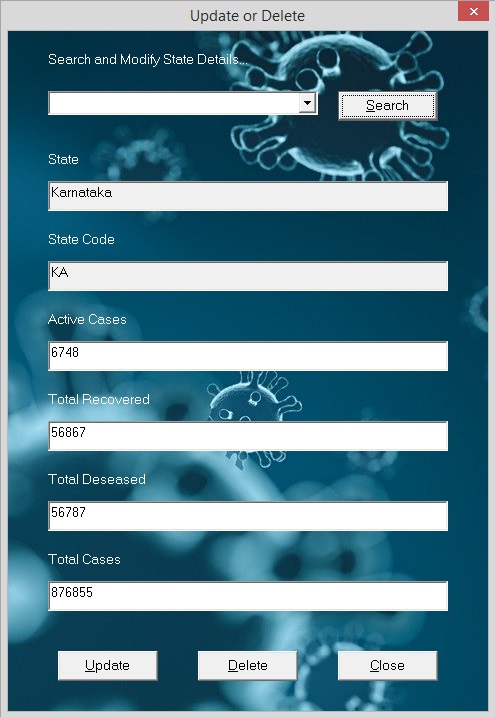 Update or Delete
Search and Modify State Details...
Search
State
Karnataka
State Code
KA
Active Cases
6748
Total Recovered
56867
Total Deseased
56787
Total Cases
876855
Update Delete Close